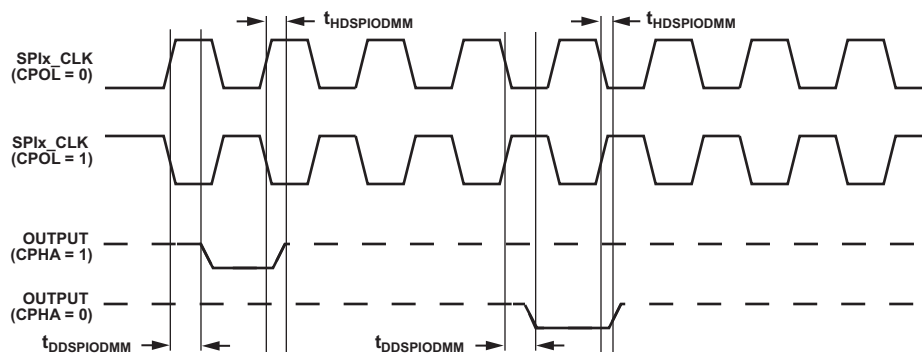 tHDSPIODMM
tHDSPIODMM
SPIx_CLK
(CPOL = 0)
SPIx_CLK
(CPOL = 1)
OUTPUT
(CPHA = 1)
OUTPUT
(CPHA = 0)
tDDSPIODMM
tDDSPIODMM